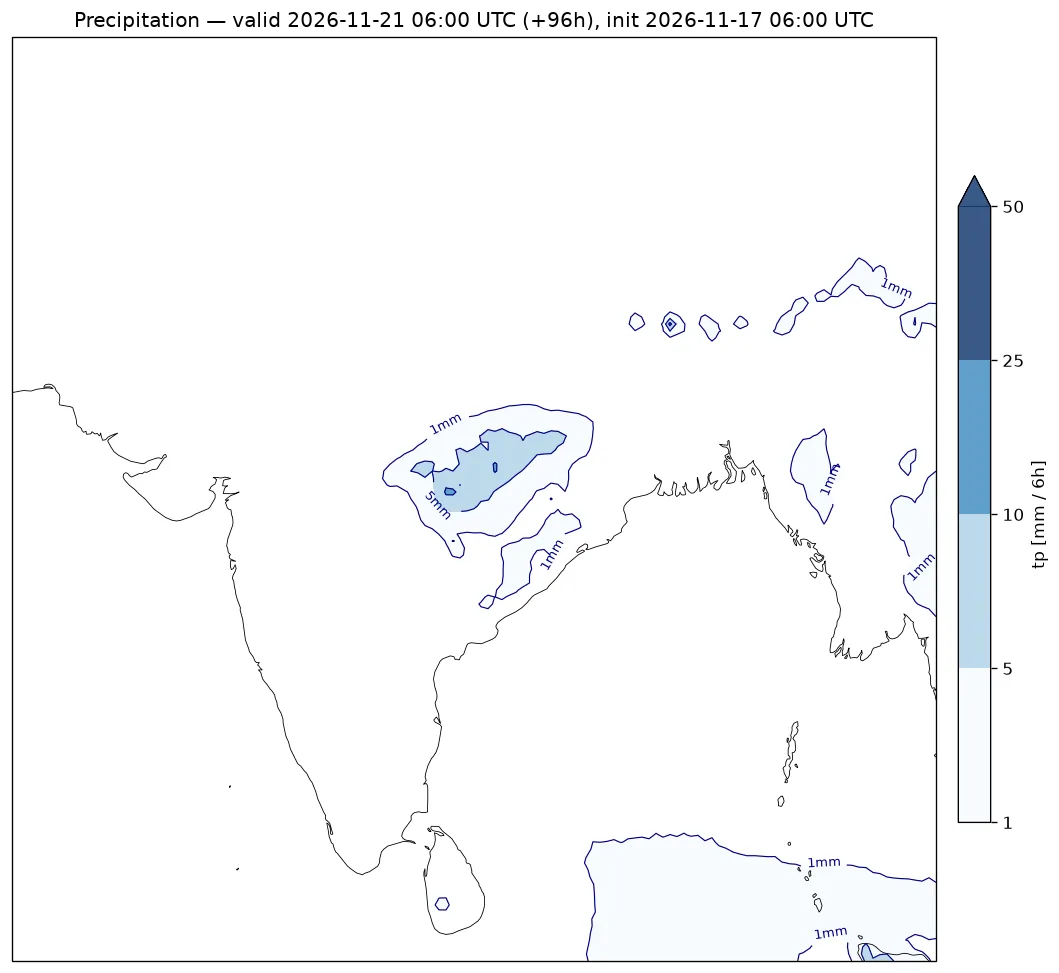 Precipitation — valid 2026-11-21 06:00 UTC (+96h), init 2026-11-17 06:00 UTC
50
1mm
25
1mm
tp [mm / 6h]
1mm
5mm
10
1mm
1mm
5
1
1mm
1mm